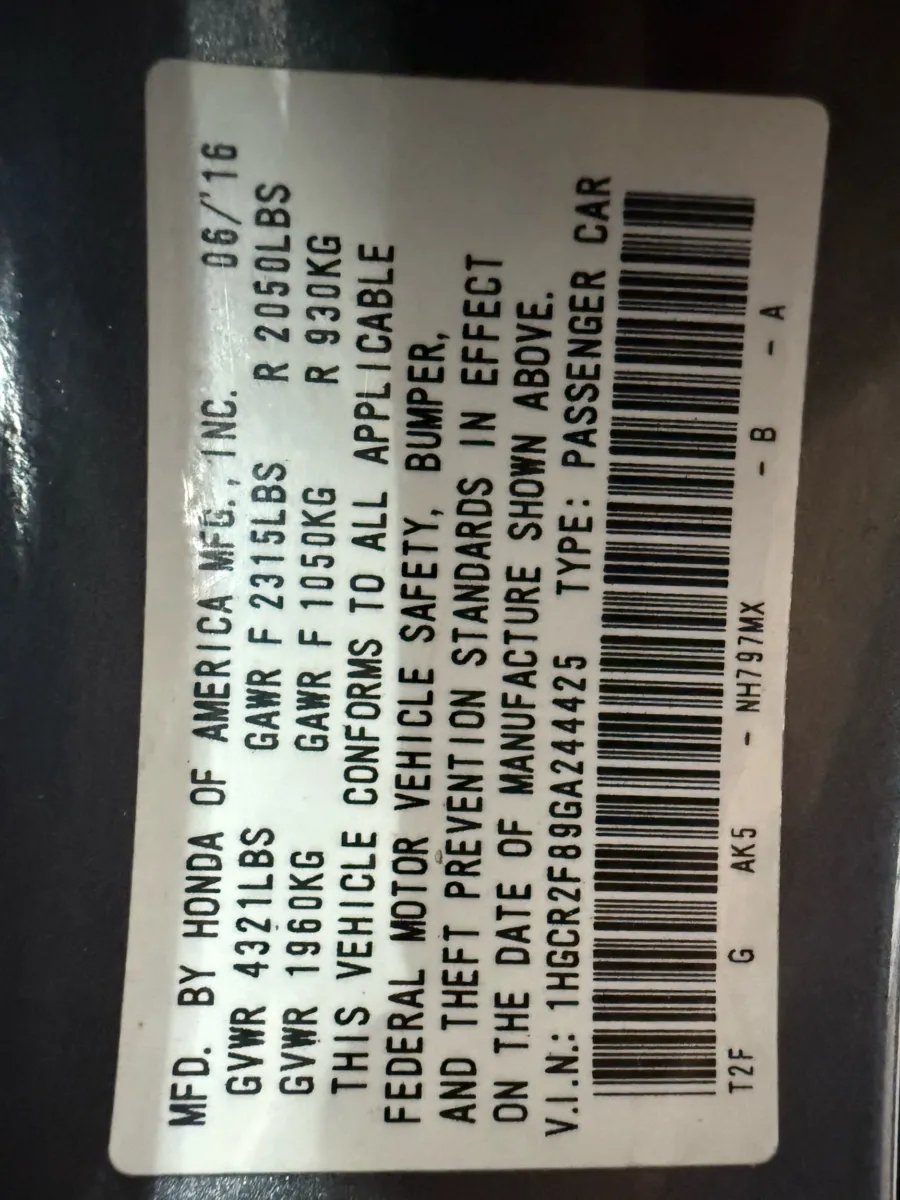 MFD. BY HONDA OF AMERICA MFG., INC. 06/'16
GVWR 4321LBS GAWR F 2315LBS R 2050LBS
GVWR 1960KG GAWR F 1050KG R 930KG
THIS VEHICLE CONFORMS TO ALL APPLICABLE
FEDERAL MOTOR VEHICLE SAFETY, BUMPER,
AND THEFT PREVENTION STANDARDS IN EFFECT
ON THE DATE OF MANUFACTURE SHOWN ABOVE.
V.I.N.: 1HGCR2F89GA244425 TYPE: PASSENGER CAR
T2F G AK5 - NH797MX - B - A